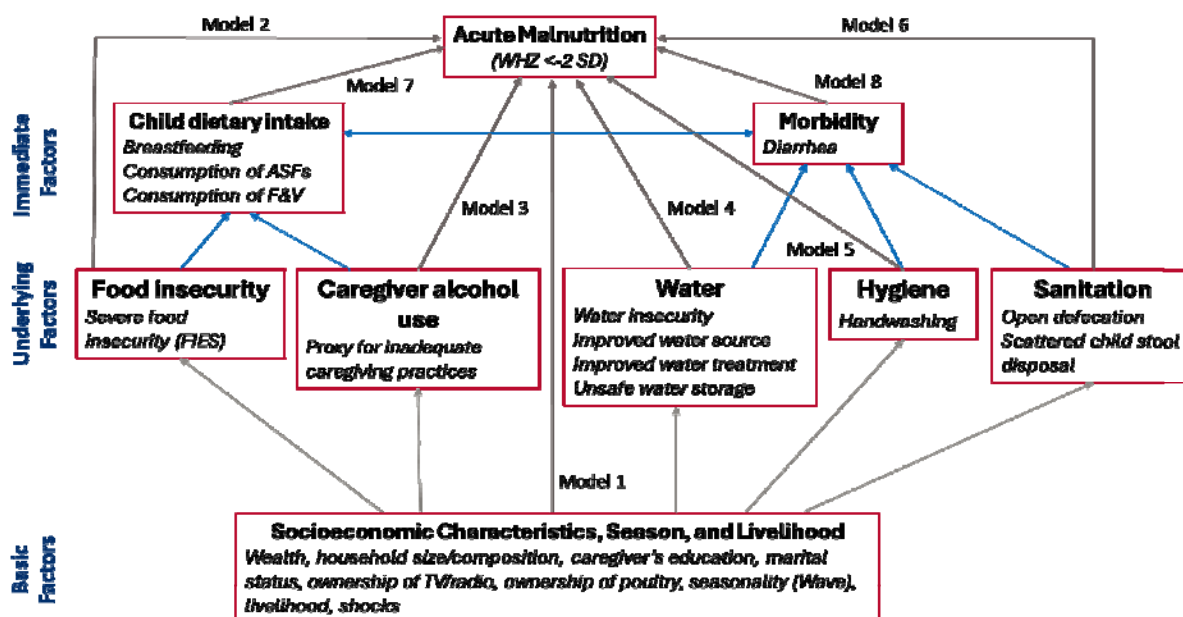 Model 2
Model 6
Acute Malnutrition
(WHZ <-2 SD)
Model 7
Model 8
Immediate
Factors
Child dietary intake
Breastfeeding
Consumption of ASFs
Consumption of F&V
Morbidity
Diarrhea
Model 3
Model 4
Model 5
Underlying
Factors
Food insecurity
Severe food
insecurity (FIES)
Caregiver alcohol
use
Proxy for inadequate
caregiving practices
Water
Water insecurity
Improved water source
Improved water treatment
Unsafe water storage
Hygiene
Handwashing
Sanitation
Open defecation
Scattered child stool
disposal
Model 1
Basic
Factors
Socioeconomic Characteristics, Season, and Livelihood
Wealth, household size/composition, caregiver's education, marital
status, ownership of TV/radio, ownership of poultry, seasonality (Wave),
livelihood, shocks